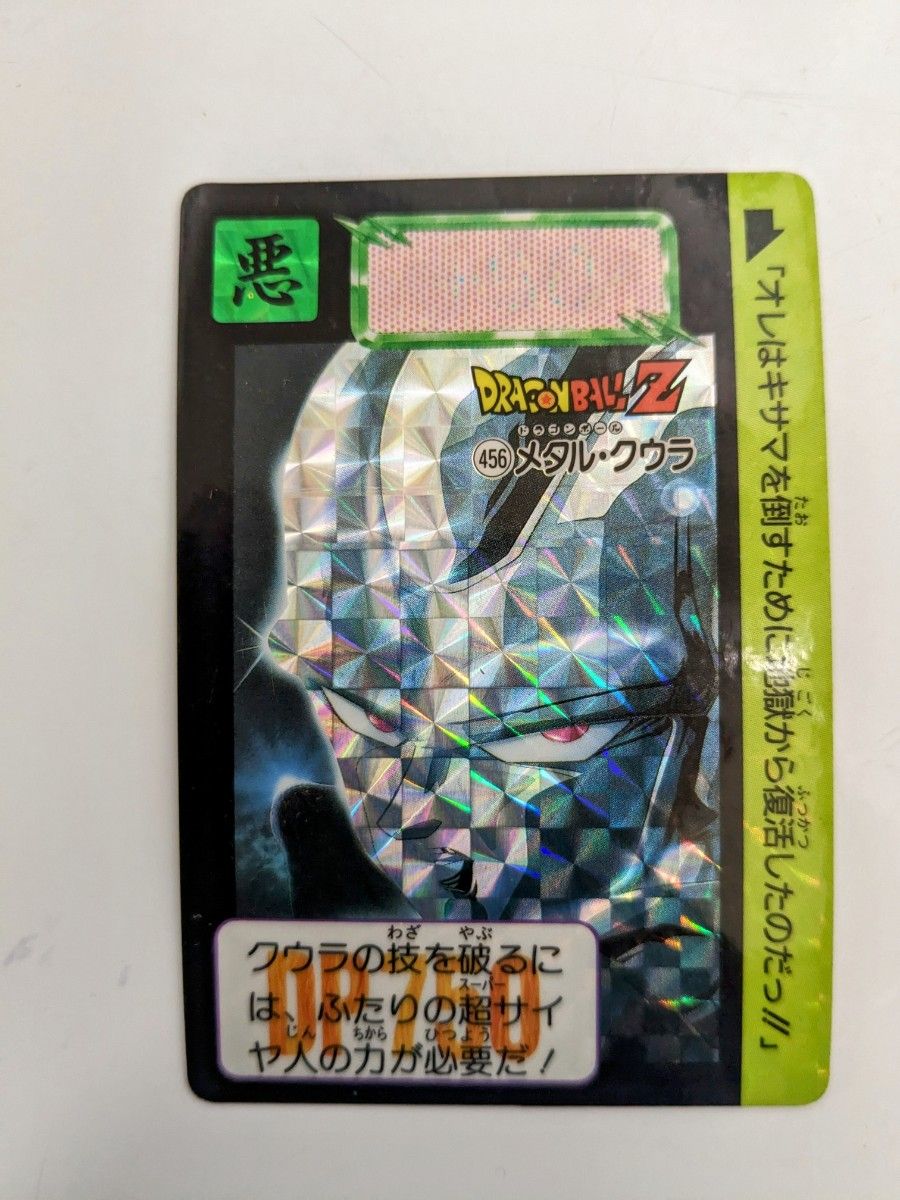 悪
DRAGON BALL Z
ドラゴンボール
456 メタル・クウラ
「オレはキサマを倒すために地獄から復活したのだっ!!」
たお
じごく
ふっかつ
わざ やぶ
クウラの技を破るに
スーパー
は、ふたりの超サイ
じん ちから ひつよう
ヤ人の力が必要だ!
DP 750